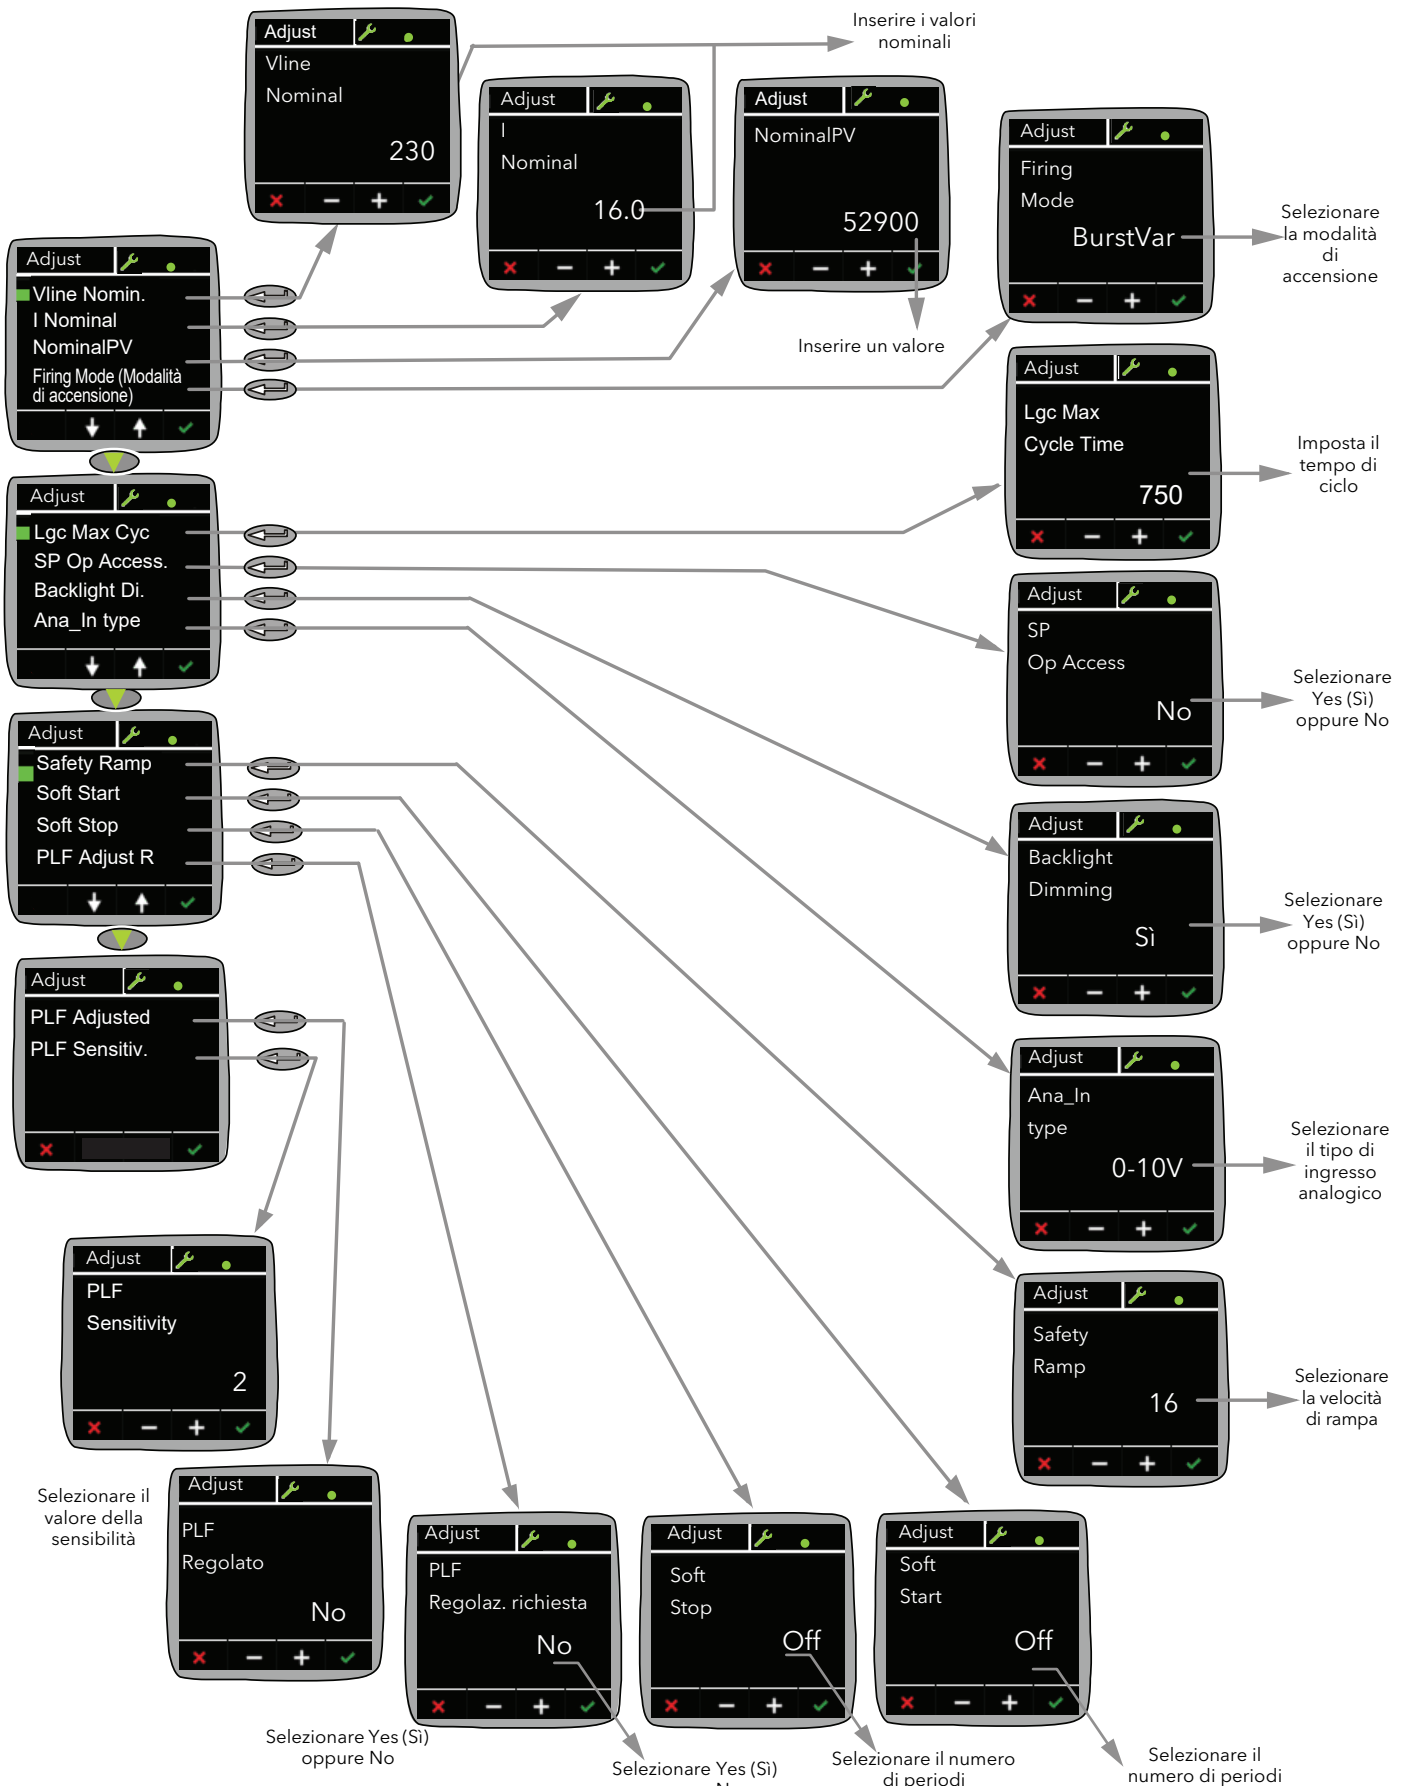 Inserire i valori
nominali
Adjust
Vline
Nominal
230
Adjust
I
Nominal
16.0
Adjust
NominalPV
52900
Inserire un valore
Adjust
Firing
Mode
BurstVar
Selezionare
la modalità
di
accensione
Adjust
Vline Nomin.
I Nominal
NominalPV
Firing Mode (Modalità
di accensione)
Adjust
Lgc Max
Cycle Time
750
Imposta il
tempo di
ciclo
Adjust
Lgc Max Cyc
SP Op Access.
Backlight Di.
Ana_In type
Adjust
SP
Op Access
No
Selezionare
Yes (Sì)
oppure No
Adjust
Safety Ramp
Soft Start
Soft Stop
PLF Adjust R
Adjust
Backlight
Dimming
Sì
Selezionare
Yes (Sì)
oppure No
Adjust
PLF Adjusted
PLF Sensitiv.
Adjust
Ana_In
type
0-10V
Selezionare
il tipo di
ingresso
analogico
Adjust
PLF
Sensitivity
2
Adjust
Safety
Ramp
16
Selezionare
la velocità
di rampa
Selezionare il
valore della
sensibilità
Adjust
PLF
Regolato
No
Selezionare Yes (Sì)
oppure No
Adjust
PLF
Regolaz. richiesta
No
Selezionare Yes (Sì)
Adjust
Soft
Stop
Off
Selezionare il numero
di periodi
Adjust
Soft
Start
Off
Selezionare il
numero di periodi